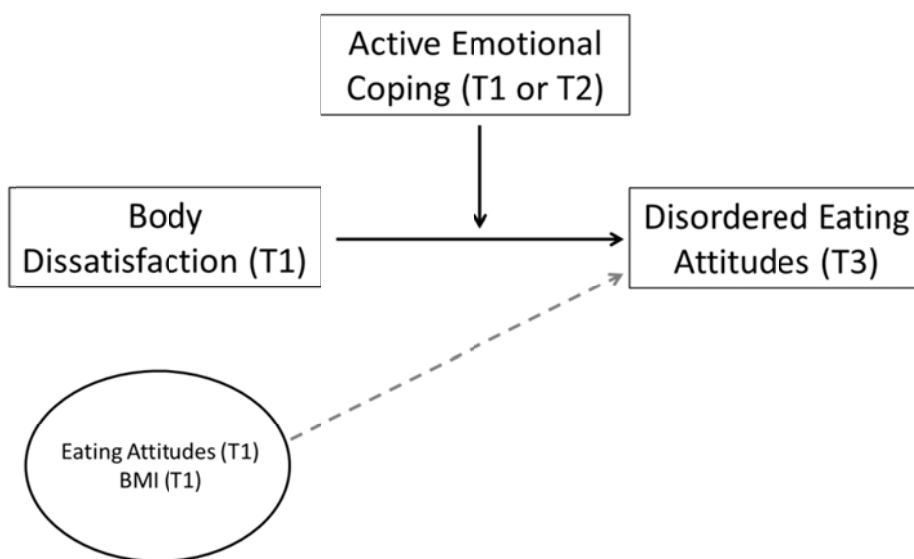 Active Emotional
Coping (T1 or T2)
Body
Dissatisfaction (T1)
Disordered Eating
Attitudes (T3)
Eating Attitudes (T1)
BMI (T1)